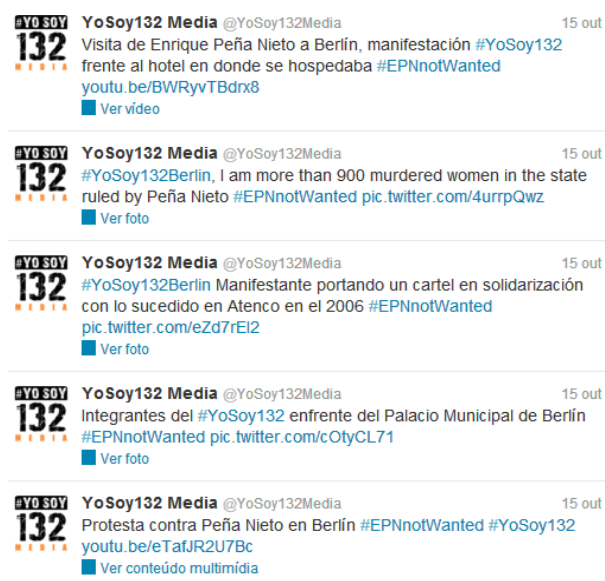 #YO SOY
132
MEDIA
YoSoy132 Media @YoSoy132Media 15 out
Visita de Enrique Peña Nieto a Berlín, manifestación #YoSoy132
frente al hotel en donde se hospedaba #EPNnotWanted
youtu.be/BWRyvTBdrx8
Ver vídeo
#YO SOY
132
MEDIA
YoSoy132 Media @YoSoy132Media 15 out
#YoSoy132Berlin, I am more than 900 murdered women in the state
ruled by Peña Nieto #EPNnotWanted pic.twitter.com/4urrpQwz
Ver foto
#YO SOY
132
MEDIA
YoSoy132 Media @YoSoy132Media 15 out
#YoSoy132Berlin Manifestante portando un cartel en solidarización
con lo sucedido en Atenco en el 2006 #EPNnotWanted
pic.twitter.com/eZd7rEl2
Ver foto
#YO SOY
132
MEDIA
YoSoy132 Media @YoSoy132Media 15 out
Integrantes del #YoSoy132 enfrente del Palacio Municipal de Berlín
#EPNnotWanted pic.twitter.com/cOtyCL71
Ver foto
#YO SOY
132
MEDIA
YoSoy132 Media @YoSoy132Media 15 out
Protesta contra Peña Nieto en Berlín #EPNnotWanted #YoSoy132
youtu.be/eTafJR2U7Bc
Ver conteúdo multimídia